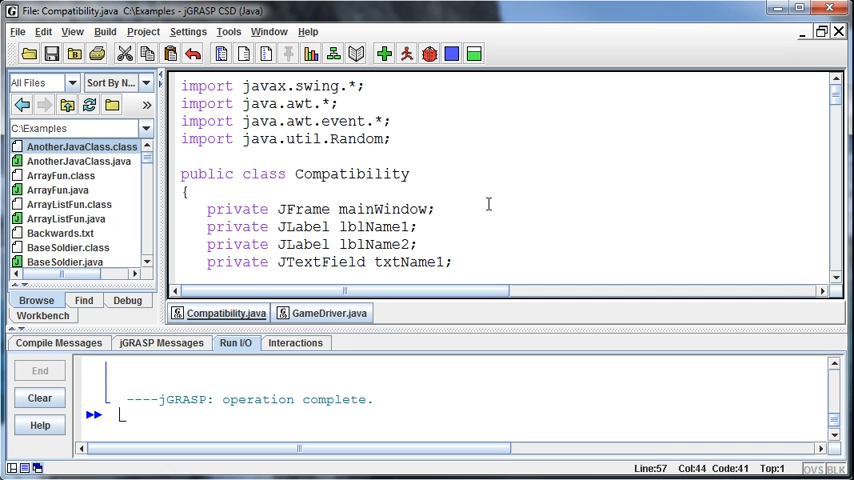 File: Compatibility.java  C:\Examples - jGRASP CSD (Java)
File Edit View Build Project Settings Tools Window Help
All Files Sort By N...
C:\Examples
AnotherJavaClass.class
AnotherJavaClass.java
ArrayFun.class
ArrayFun.java
ArrayListFun.class
ArrayListFun.java
Backwards.txt
BaseSoldier.class
BaseSoldier.java
Browse Find Debug
Workbench
import javax.swing.*;
import java.awt.*;
import java.awt.event.*;
import java.util.Random;
public class Compatibility
{
private JFrame mainWindow;
private JLabel lblName1;
private JLabel lblName2;
private JTextField txtName1;
Compatibility.java GameDriver.java
Compile Messages jGRASP Messages Run I/O Interactions
End
Clear
Help
----jGRASP: operation complete.
Line:57 Col:44 Code:41 Top:1 OVS BLK